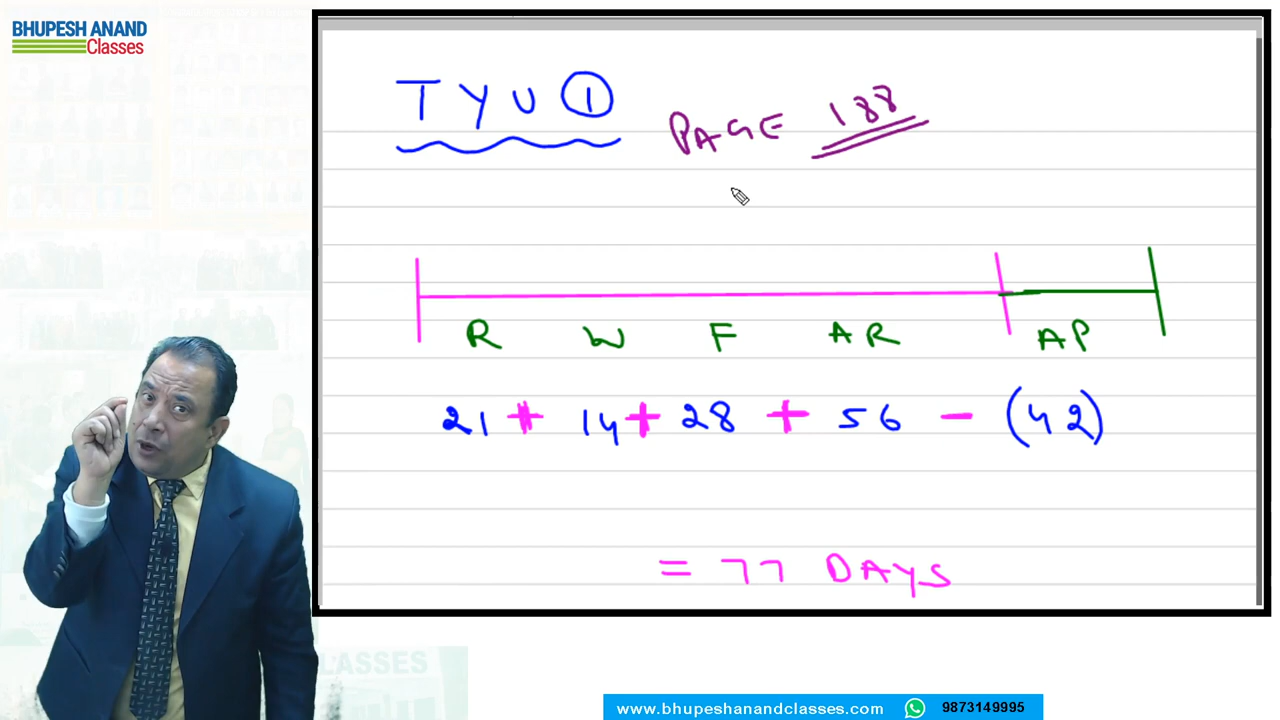 BHUPESH ANAND
Classes
T Y U ①
PAGE 188
R W F AR AP
21 + 14 + 28 + 56 - (42)
= 77 DAYS
CLASSES
www.bhupeshanandclasses.com 9873149995